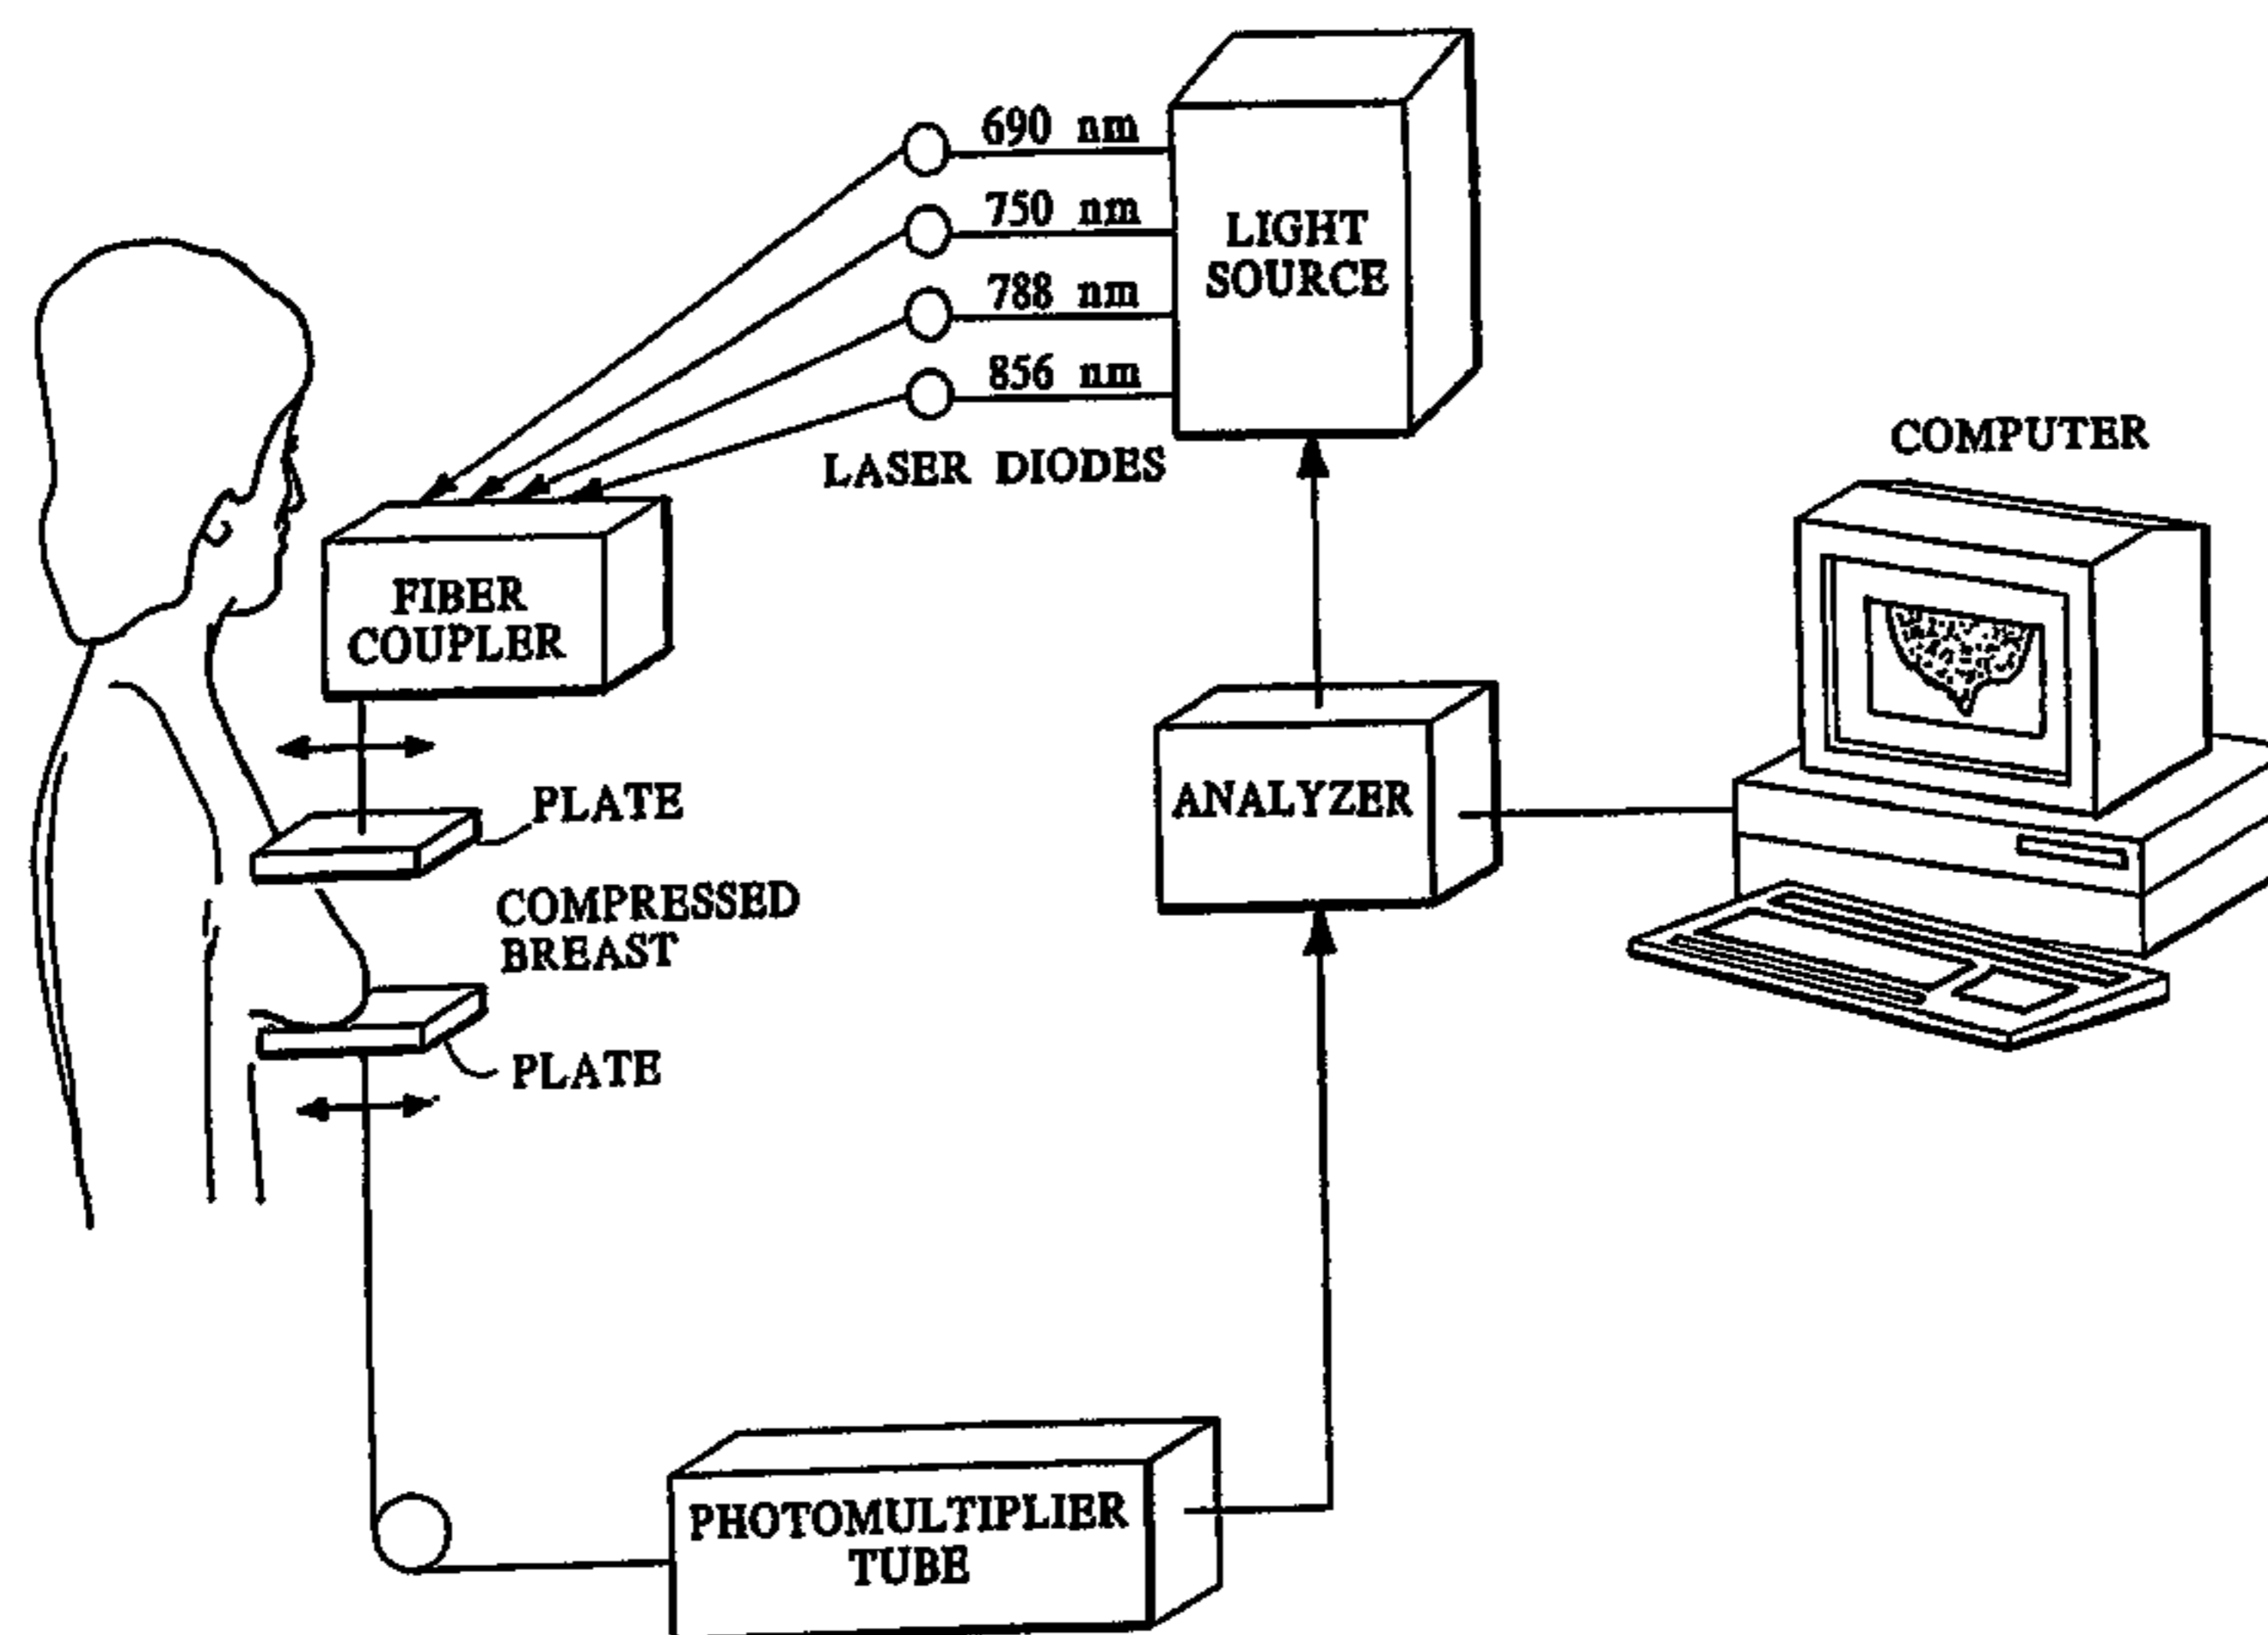 690 nm
750 nm
788 nm
856 nm
LIGHT
SOURCE
LASER DIODES
COMPUTER
FIBER
COUPLER
PLATE
ANALYZER
COMPRESSED
BREAST
PLATE
PHOTOMULTIPLIER
TUBE